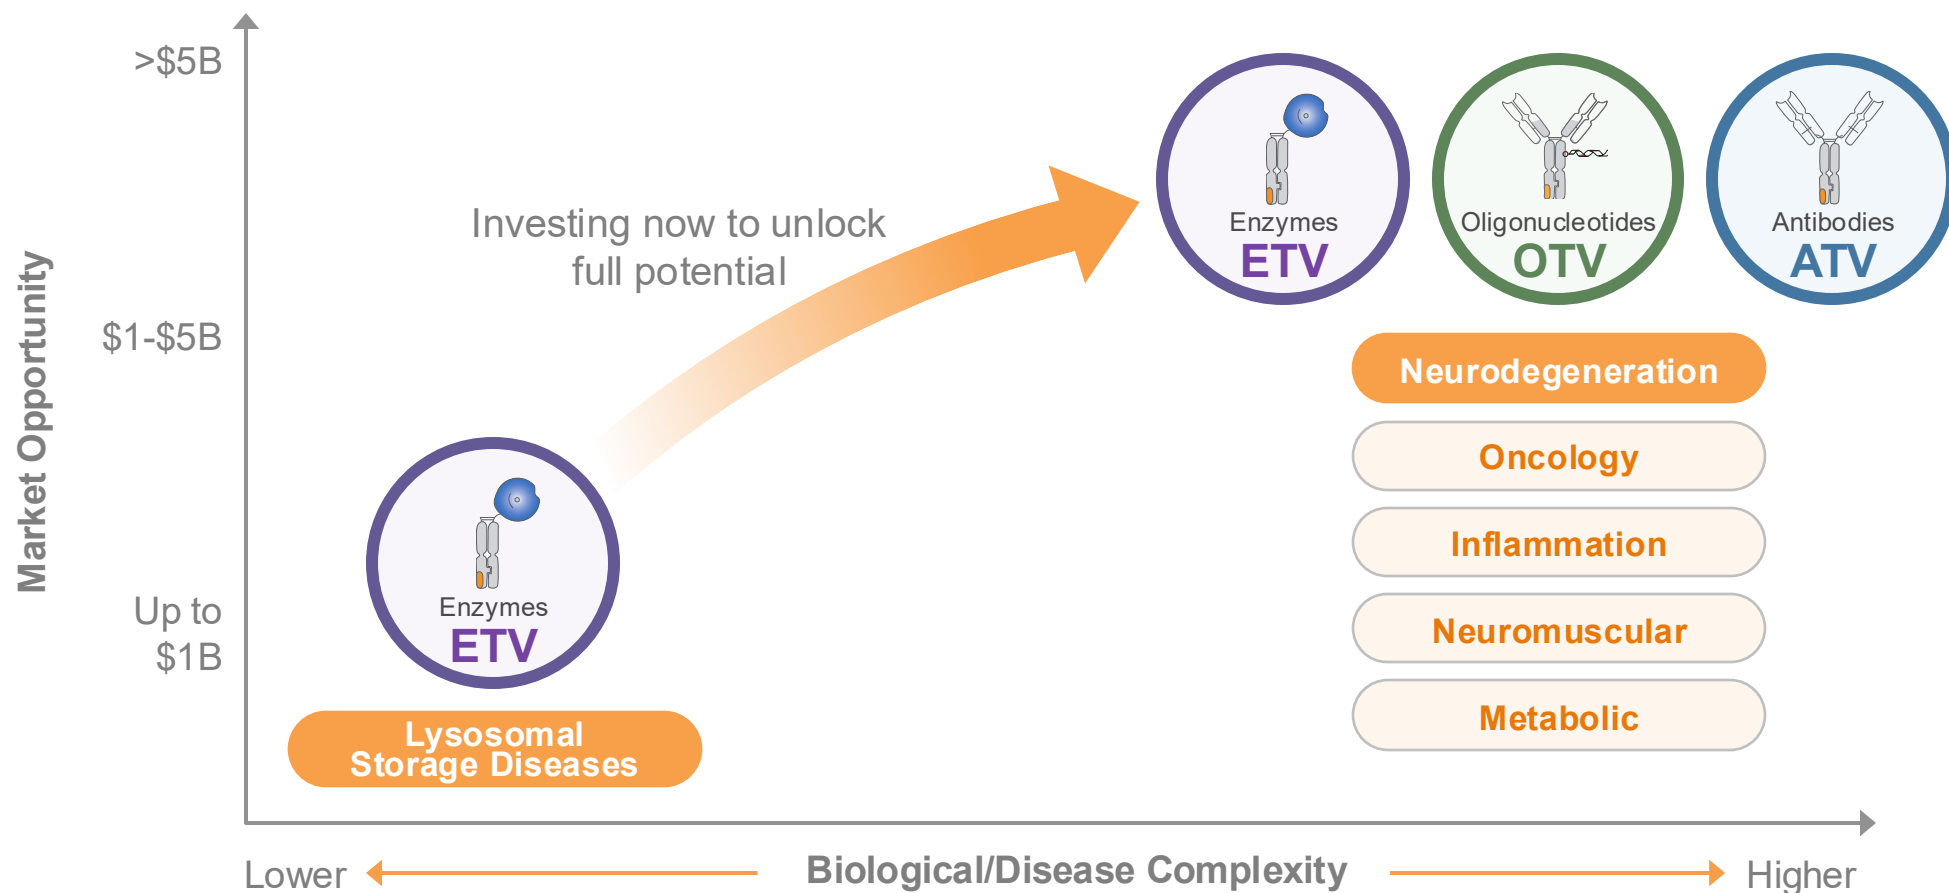 Market Opportunity
>$5B
$1-$5B
Up to
$1B
Investing now to unlock
full potential
Enzymes
ETV
Lysosomal
Storage Diseases
Enzymes
ETV
Oligonucleotides
OTV
Antibodies
ATV
Neurodegeneration
Oncology
Inflammation
Neuromuscular
Metabolic
Lower
Biological/Disease Complexity
Higher